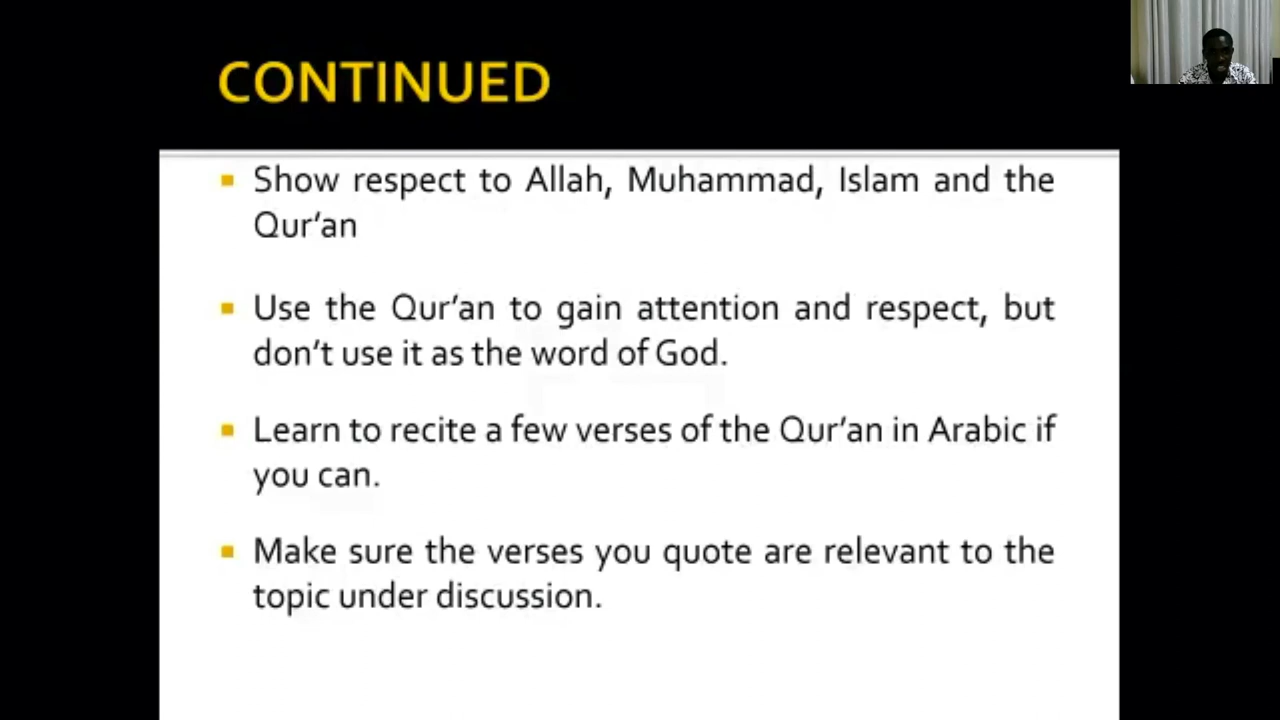 CONTINUED
Show respect to Allah, Muhammad, Islam and the
Qur’an
Use the Qur’an to gain attention and respect, but
don’t use it as the word of God.
Learn to recite a few verses of the Qur’an in Arabic if
you can.
Make sure the verses you quote are relevant to the
topic under discussion.